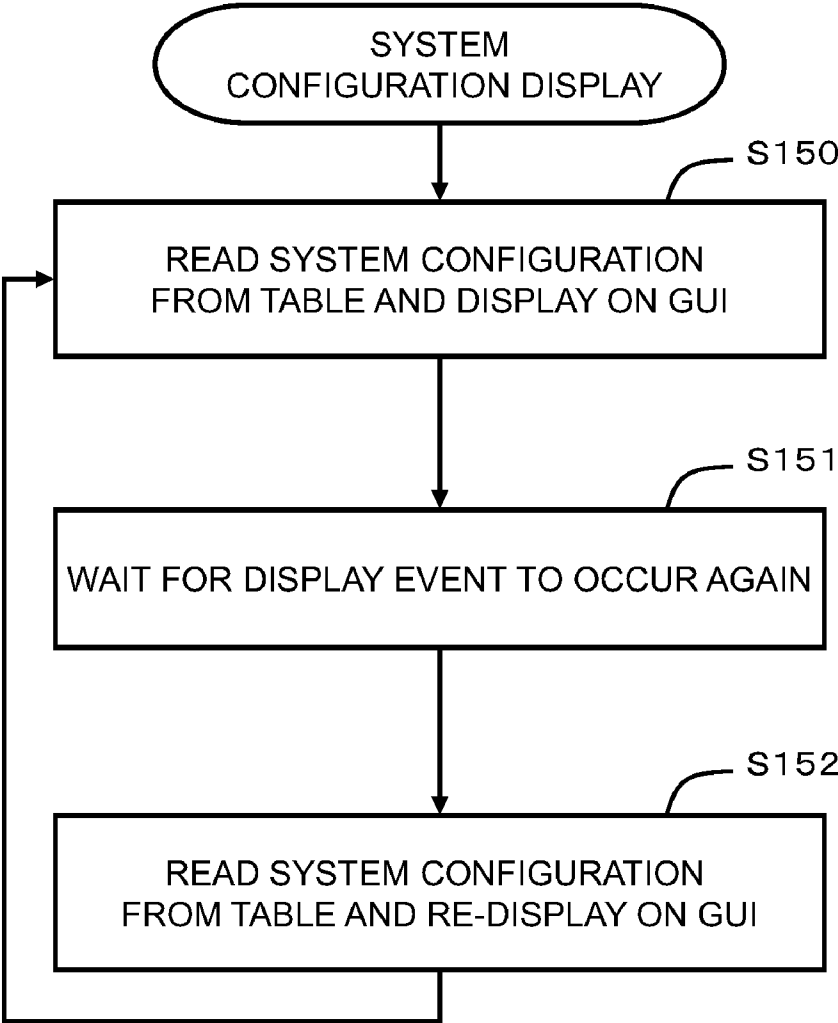 SYSTEM
CONFIGURATION DISPLAY
S150
READ SYSTEM CONFIGURATION
FROM TABLE AND DISPLAY ON GUI
S151
WAIT FOR DISPLAY EVENT TO OCCUR AGAIN
S152
READ SYSTEM CONFIGURATION
FROM TABLE AND RE-DISPLAY ON GUI